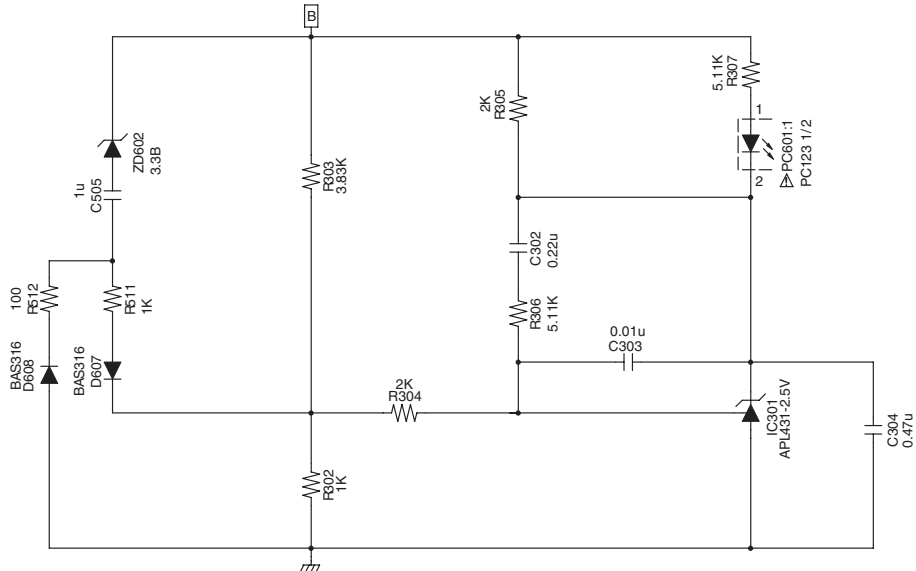 B
5.11K
R307
2K
R305
1
PC601:1
PC123 1/2
2
ZD602
3.3B
1u
C505
R303
3.83K
C302
0.22u
100
R512
R511
1K
R306
5.11K
0.01u
C303
BAS316
D608
BAS316
D607
2K
R304
IC301
APL431-2.5V
C304
0.47u
R302
1K